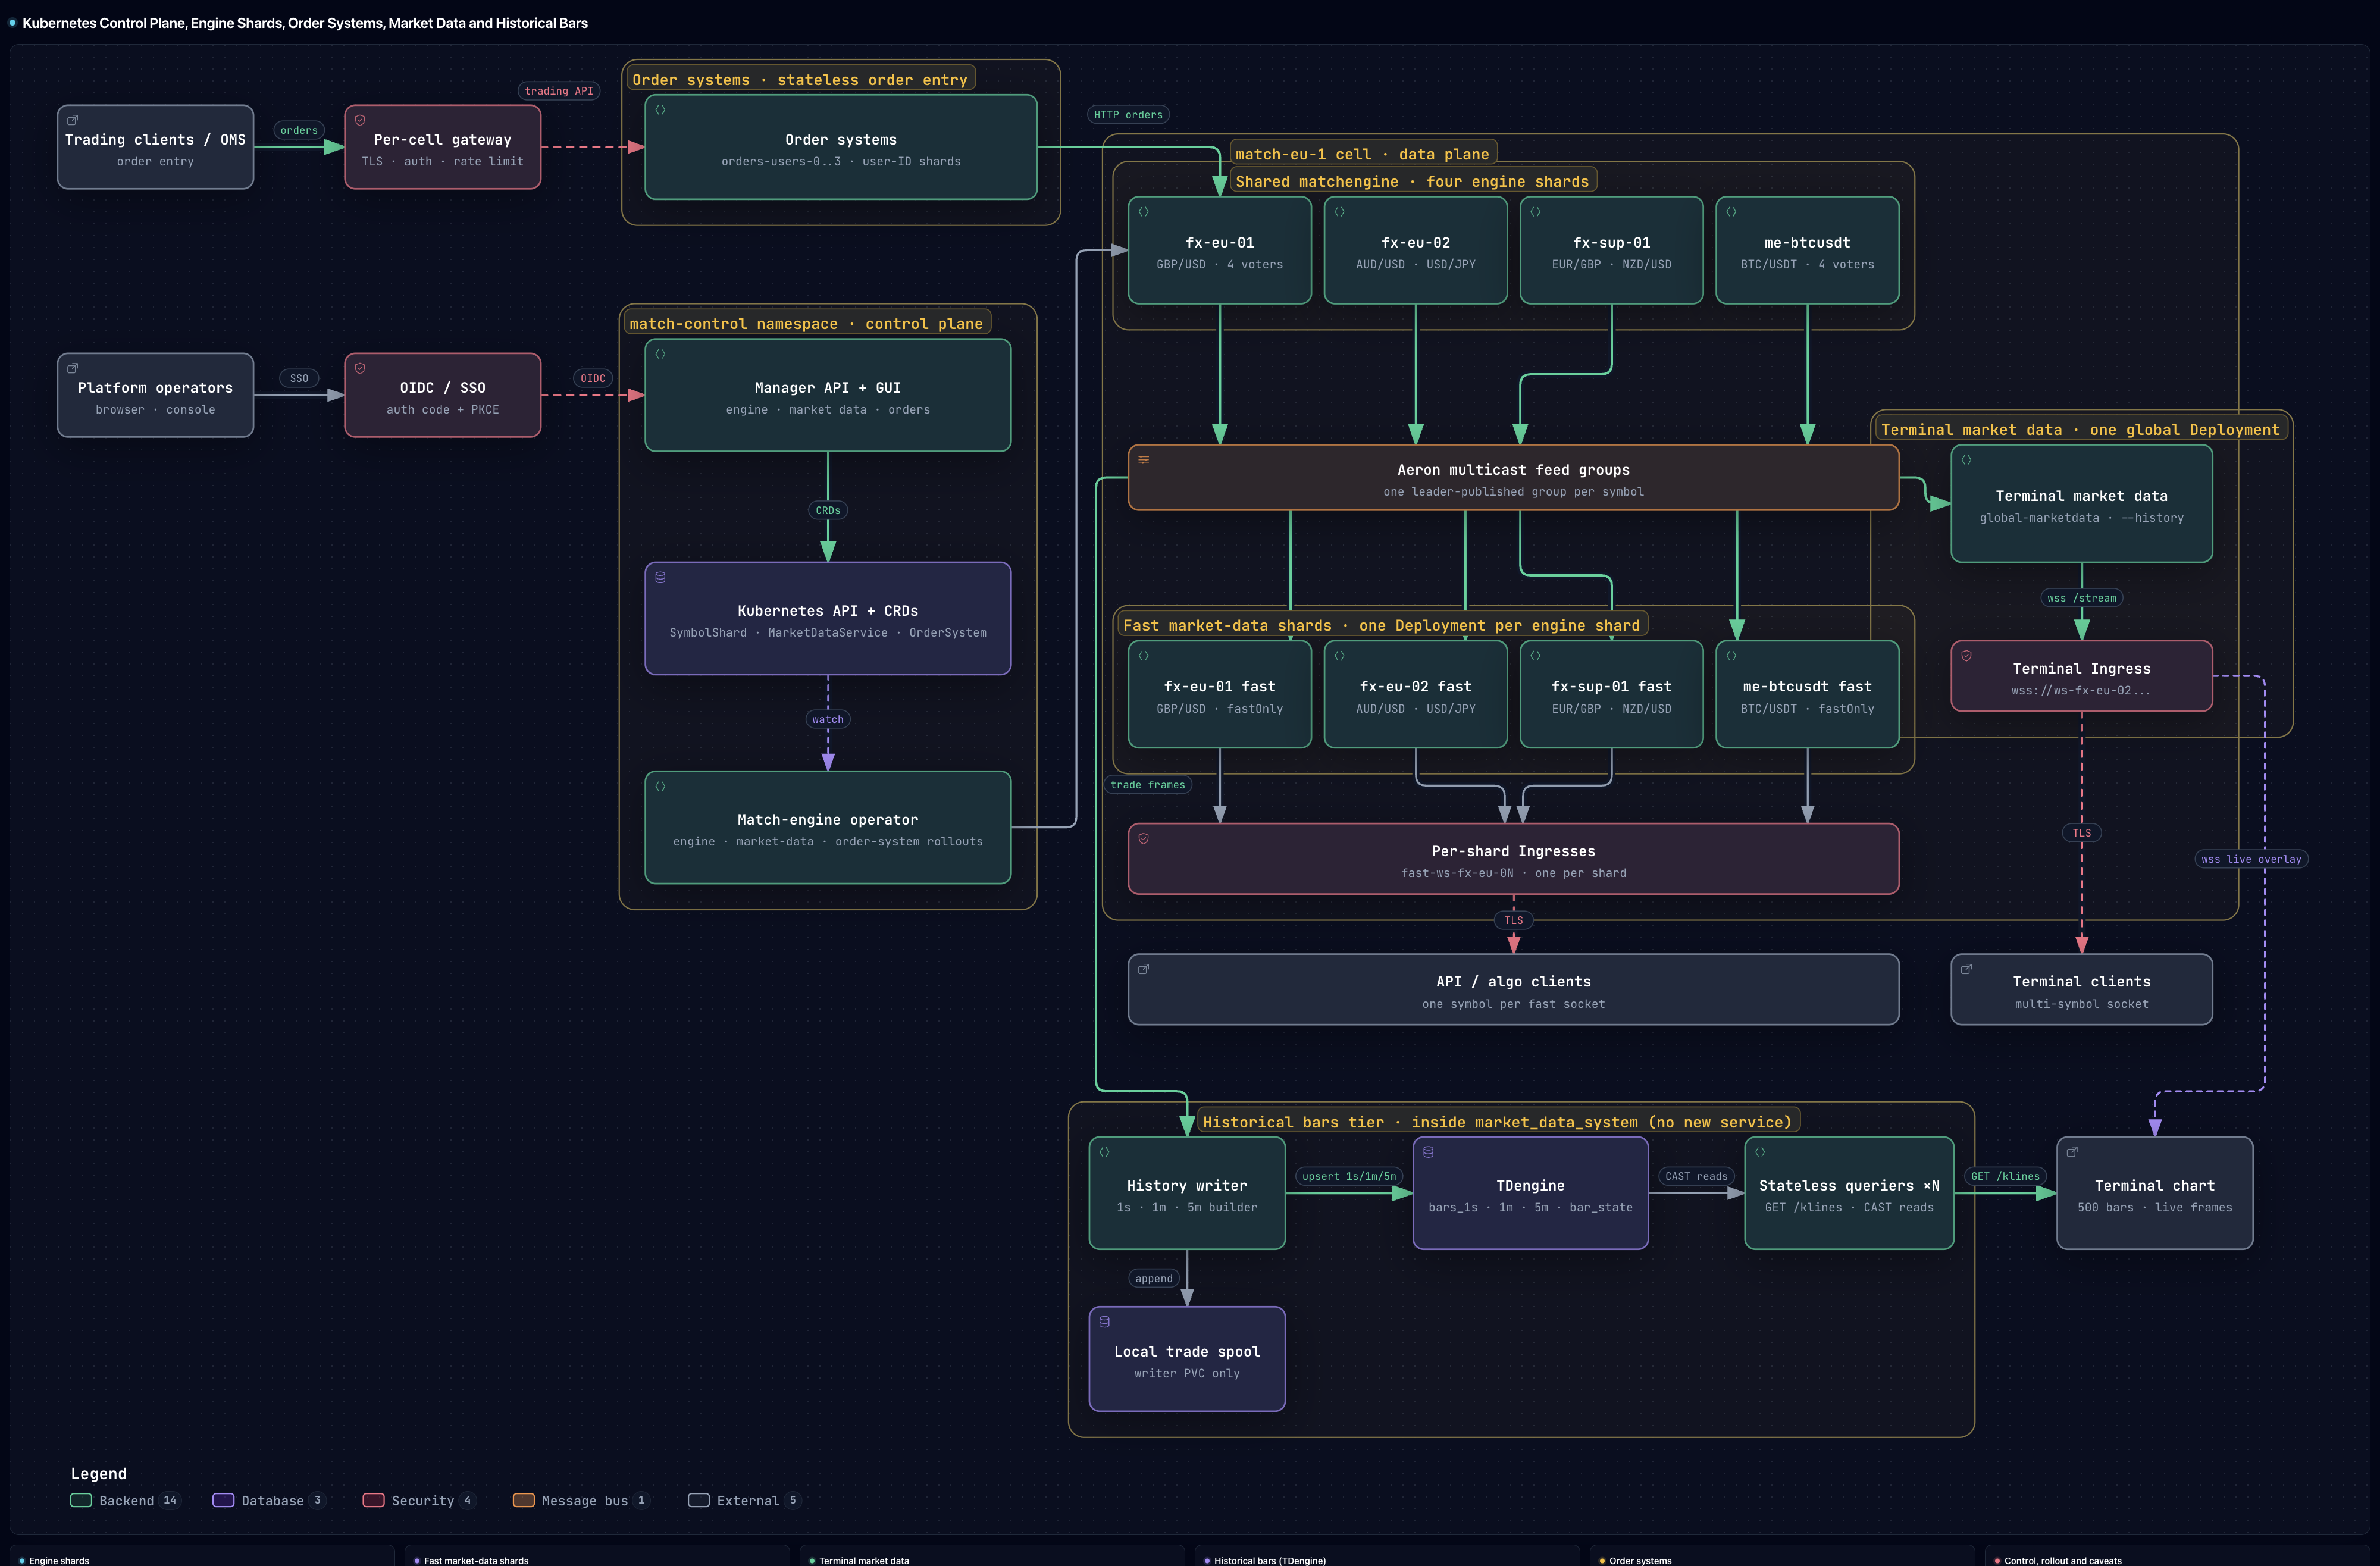 Kubernetes Control Plane, Engine Shards, Order Systems, Market Data and Historical Bars
Trading clients / OMS
order entry
orders
Per-cell gateway
TLS · auth · rate limit
trading API
Order systems · stateless order entry
Order systems
orders-users-0..3 · user-ID shards
HTTP orders
match-eu-1 cell · data plane
Shared matchengine · four engine shards
fx-eu-01
GBP/USD · 4 voters
fx-eu-02
AUD/USD · USD/JPY
fx-sup-01
EUR/GBP · NZD/USD
me-btcusdt
BTC/USDT · 4 voters
Platform operators
browser · console
SSO
OIDC / SSO
auth code + PKCE
OIDC
match-control namespace · control plane
Manager API + GUI
engine · market data · orders
CRDs
Kubernetes API + CRDs
SymbolShard · MarketDataService · OrderSystem
watch
Match-engine operator
engine · market-data · order-system rollouts
Aeron multicast feed groups
one leader-published group per symbol
Terminal market data · one global Deployment
Terminal market data
global-marketdata · --history
wss /stream
Terminal Ingress
wss://ws-fx-eu-02...
Fast market-data shards · one Deployment per engine shard
fx-eu-01 fast
GBP/USD · fastOnly
fx-eu-02 fast
AUD/USD · USD/JPY
fx-sup-01 fast
EUR/GBP · NZD/USD
me-btcusdt fast
BTC/USDT · fastOnly
trade frames
Per-shard Ingresses
fast-ws-fx-eu-0N · one per shard
TLS
TLS
wss live overlay
API / algo clients
one symbol per fast socket
Terminal clients
multi-symbol socket
Historical bars tier · inside market_data_system (no new service)
History writer
1s · 1m · 5m builder
upsert 1s/1m/5m
TDengine
bars_1s · 1m · 5m · bar_state
CAST reads
Stateless queriers ×N
GET /klines · CAST reads
GET /klines
Terminal chart
500 bars · live frames
append
Local trade spool
writer PVC only
Legend
Backend 14
Database 3
Security 4
Message bus 1
External 5
Engine shards
Fast market-data shards
Terminal market data
Historical bars (TDengine)
Order systems
Control, rollout and caveats